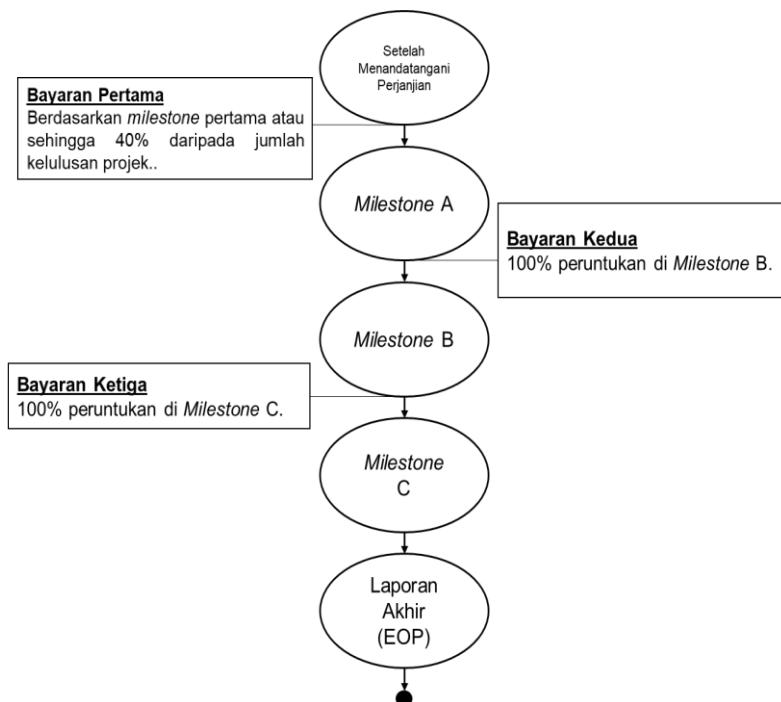 Setelah
Menandatangani
Perjanjian
Bayaran Pertama
Berdasarkan milestone pertama atau
sehingga 40% daripada jumlah
kelulusan projek..
Milestone A
Bayaran Kedua
100% peruntukan di Milestone B.
Milestone B
Bayaran Ketiga
100% peruntukan di Milestone C.
Milestone
C
Laporan
Akhir
(EOP)